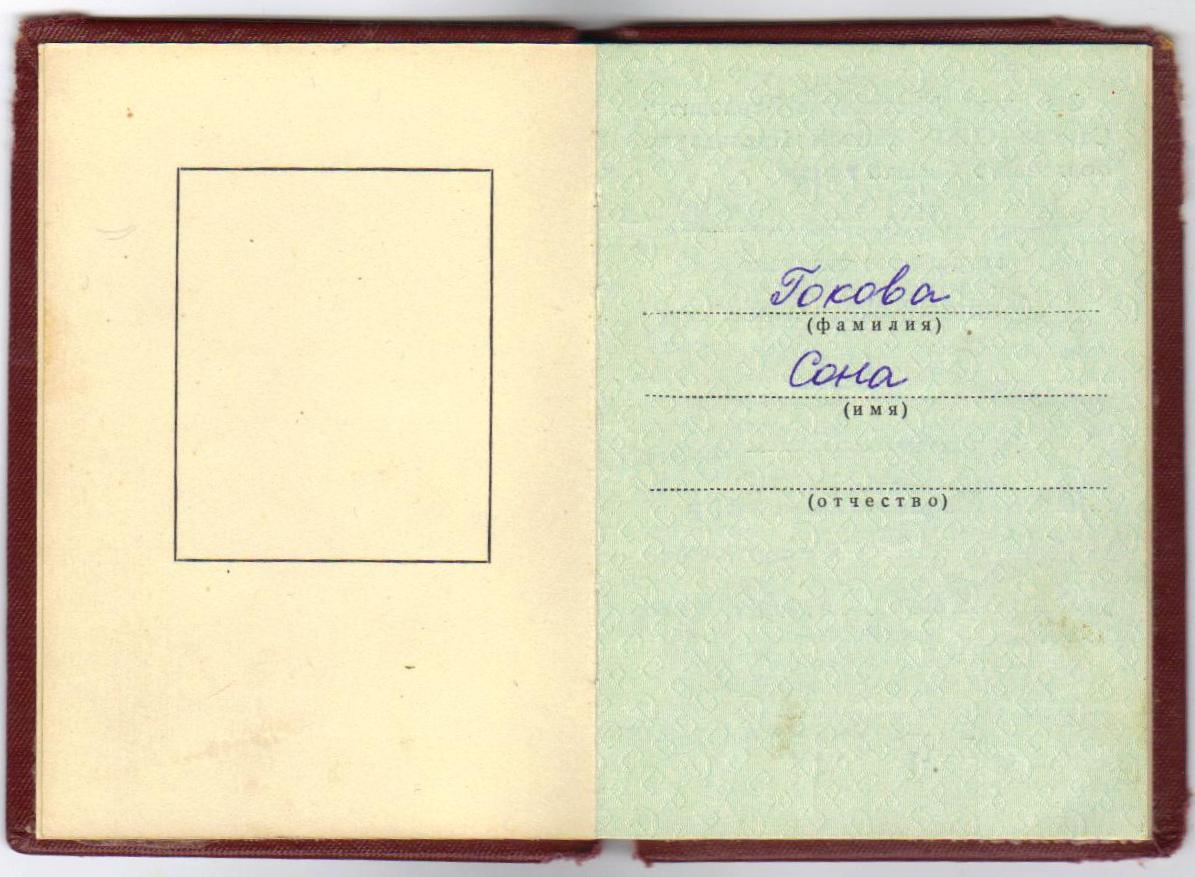 Гокова
(фамилия)
Сона
(имя)
(отчество)